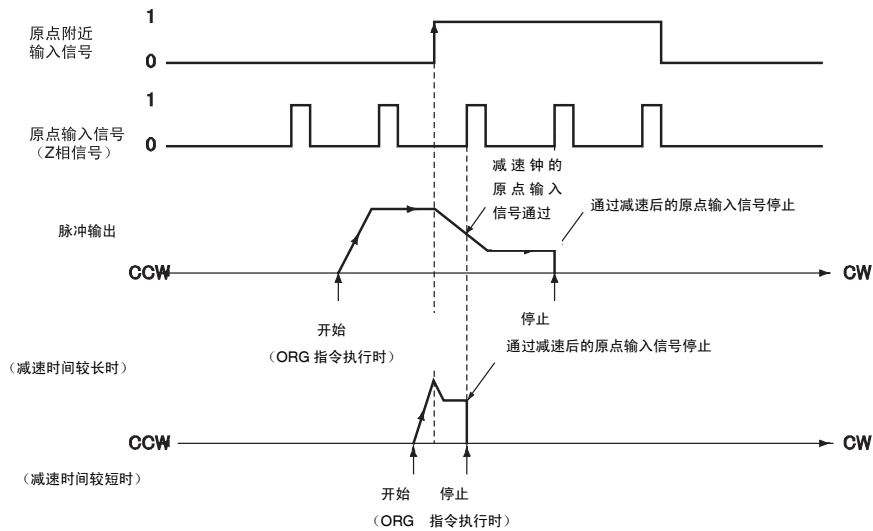 原点附近
输入信号
1
0
原点输入信号
（Z相信号）
1
0
减速钟的
原点输入
信号通过
通过减速后的原点输入信号停止
脉冲输出
CCW
CW
开始
（ORG 指令执行时）
停止
通过减速后的原点输入信号停止
（减速时间较长时）
CCW
CW
（减速时间较短时）
开始 停止
（ORG 指令执行时）